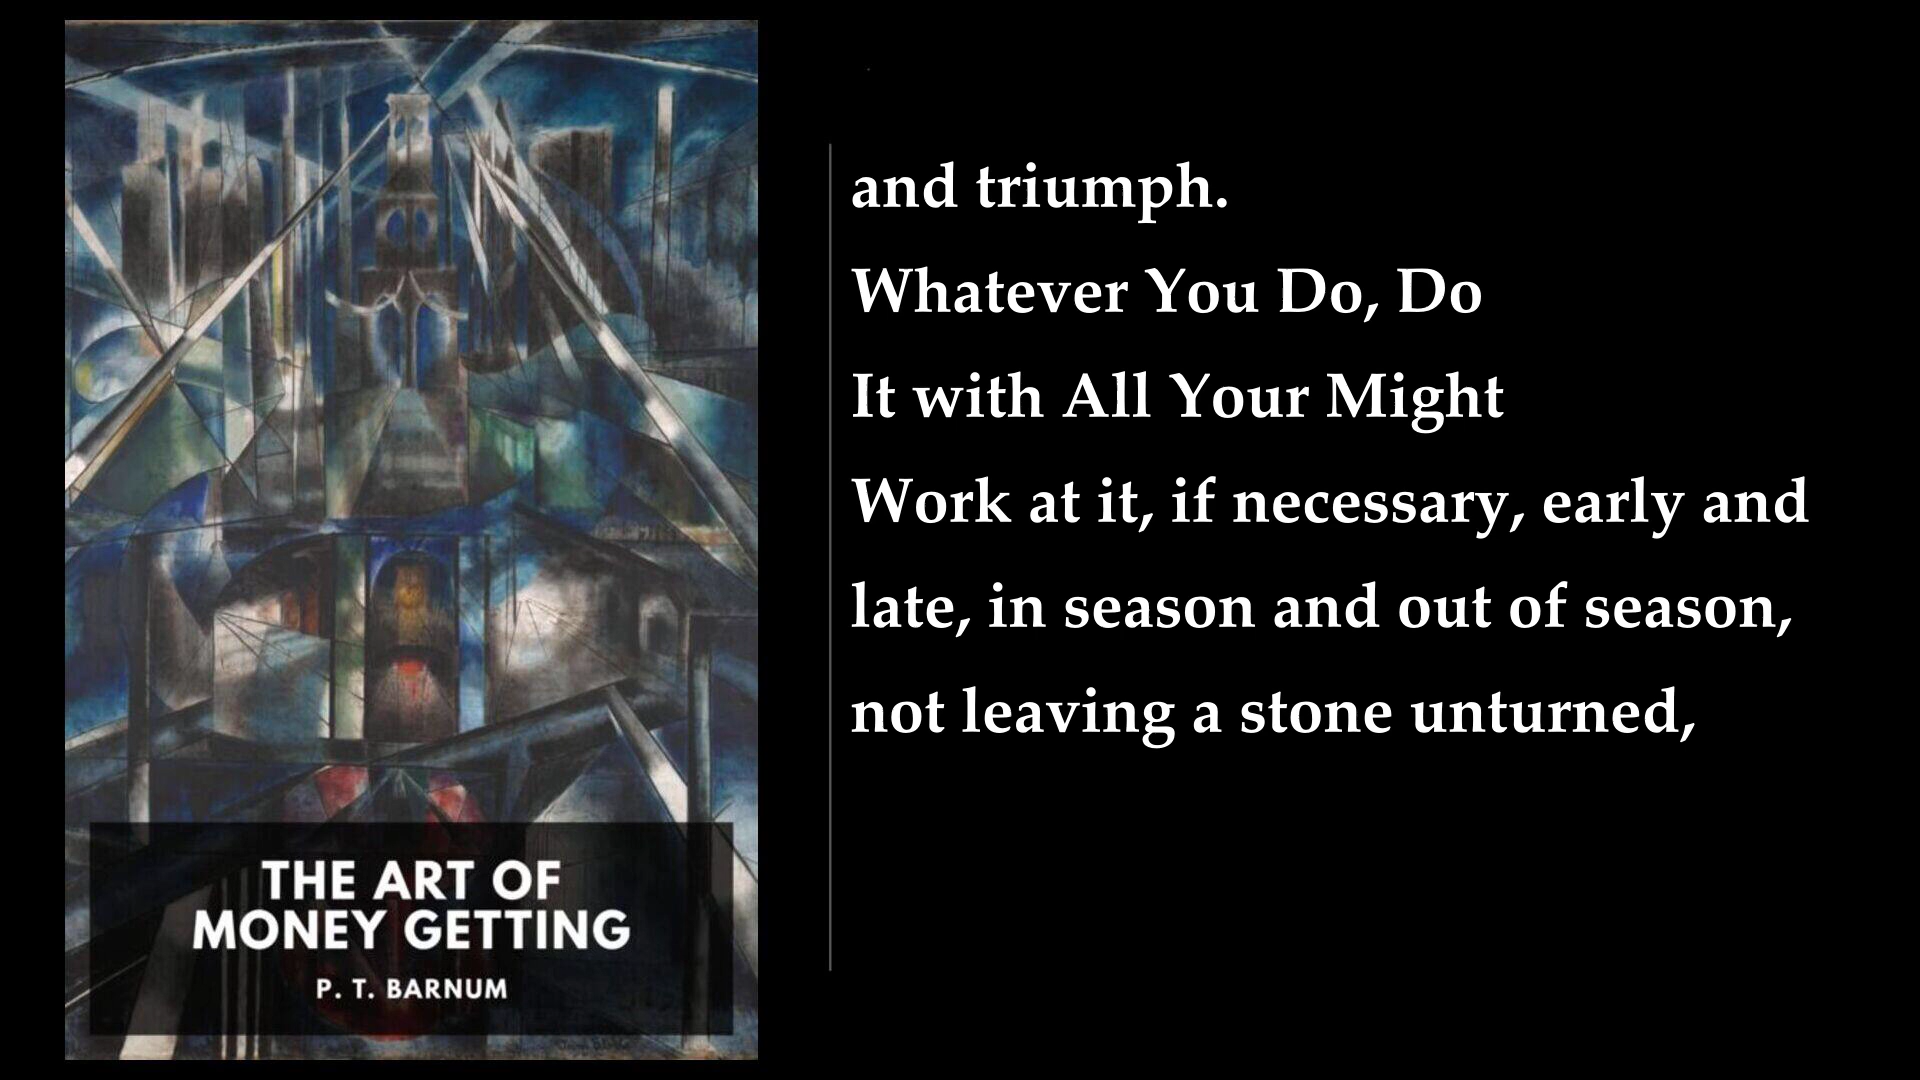 THE ART OF
MONEY GETTING
P. T. BARNUM
and triumph.
Whatever You Do, Do
It with All Your Might
Work at it, if necessary, early and
late, in season and out of season,
not leaving a stone unturned,